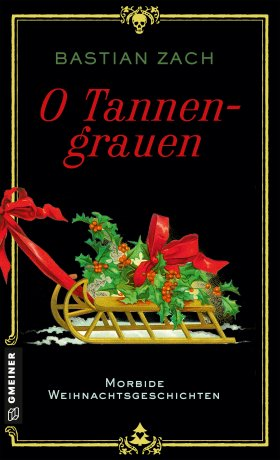 BASTIAN ZACH
O Tannen-
grauen
MORBIDE
WEIHNACHTSGESCHICHTEN
GMEINER